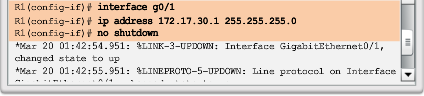 R1(config-if)# interface g0/1
R1(config-if)# ip address 172.17.30.1 255.255.255.0
R1(config-if)# no shutdown
*Mar 20 01:42:54.951: %LINK-3-UPDOWN: Interface GigabitEthernet0/1,
changed state to up
*Mar 20 01:42:55.951: %LINEPROTO-5-UPDOWN: Line protocol on Interface